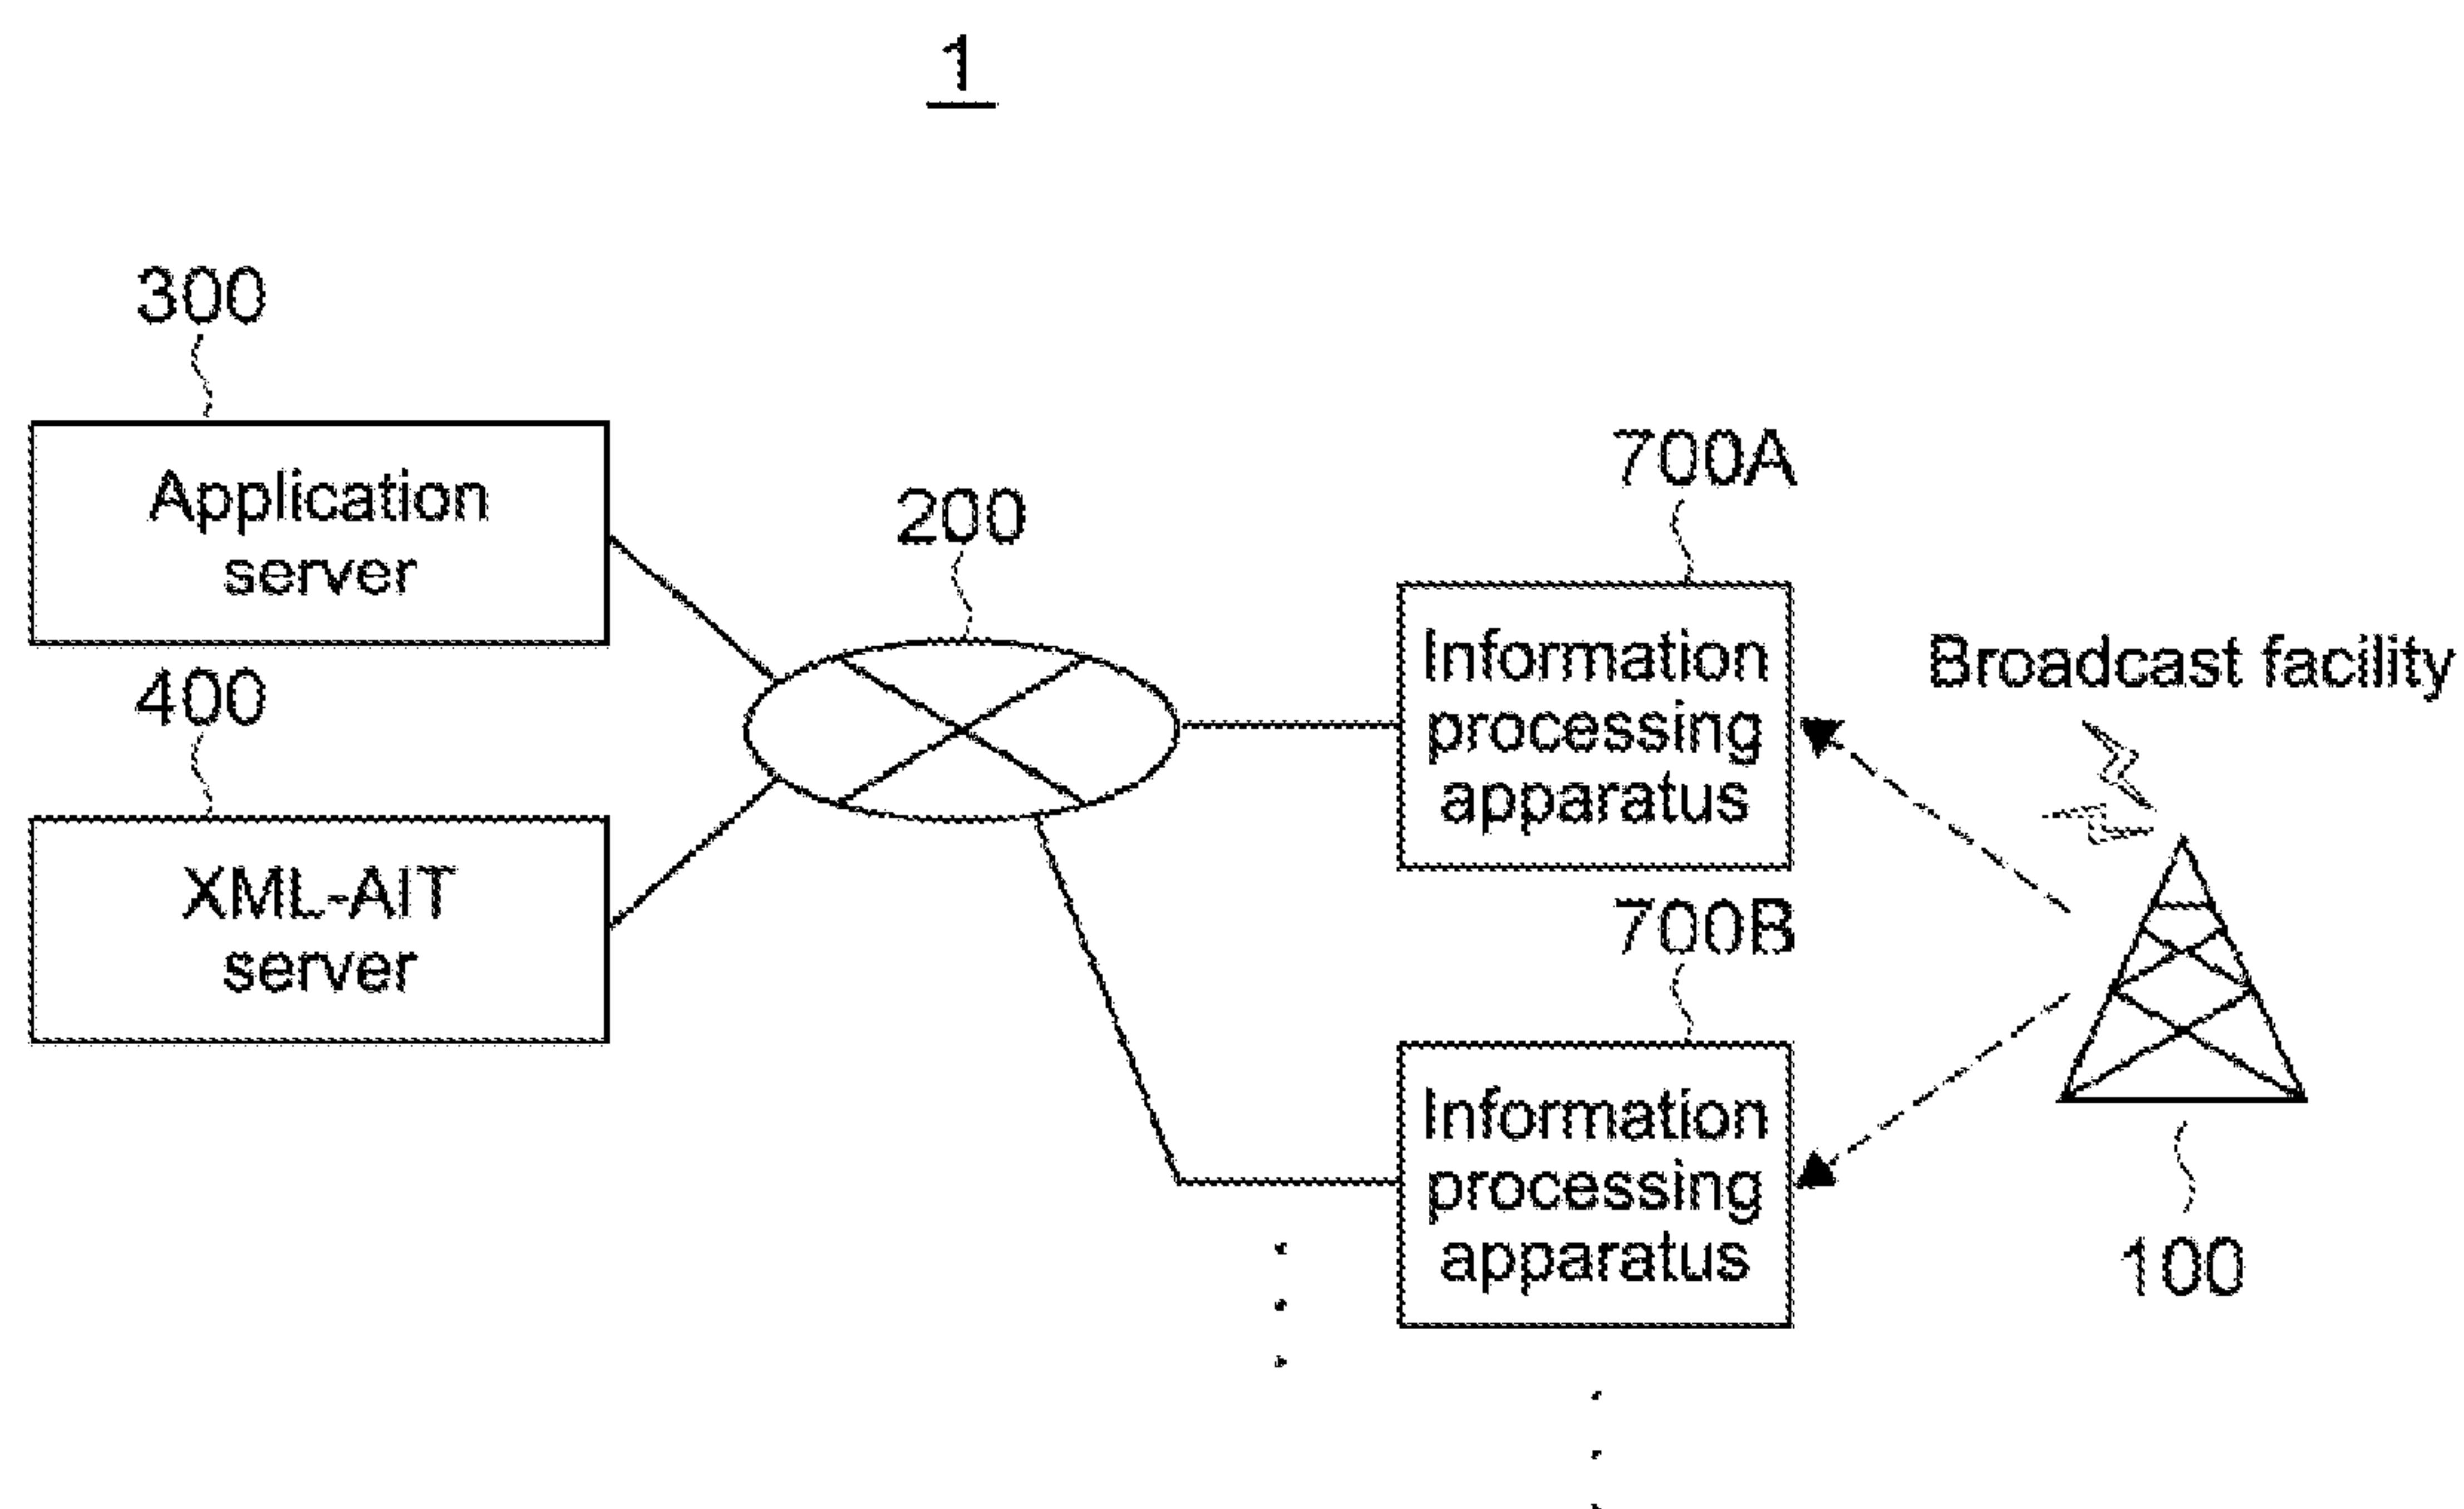 1
300
Application
server
400
XML-AIT
server
200
700A
Information
processing
apparatus
700B
Information
processing
apparatus
Broadcast facility
100